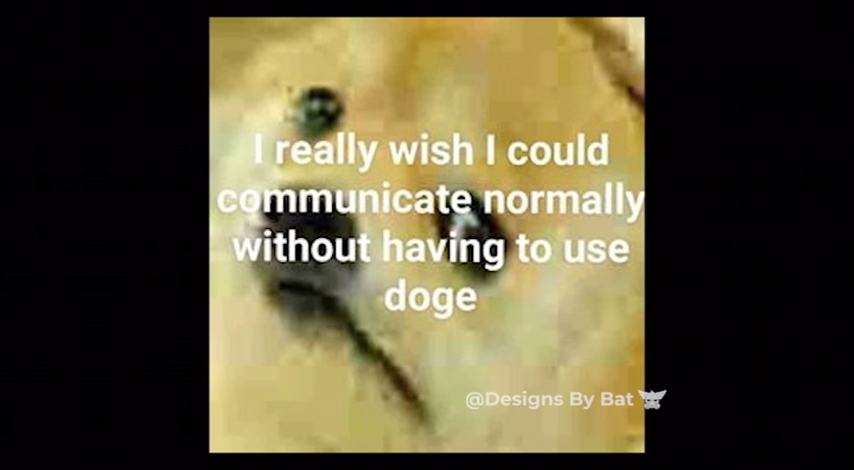 I really wish I could
communicate normally
without having to use
doge
@Designs By Bat